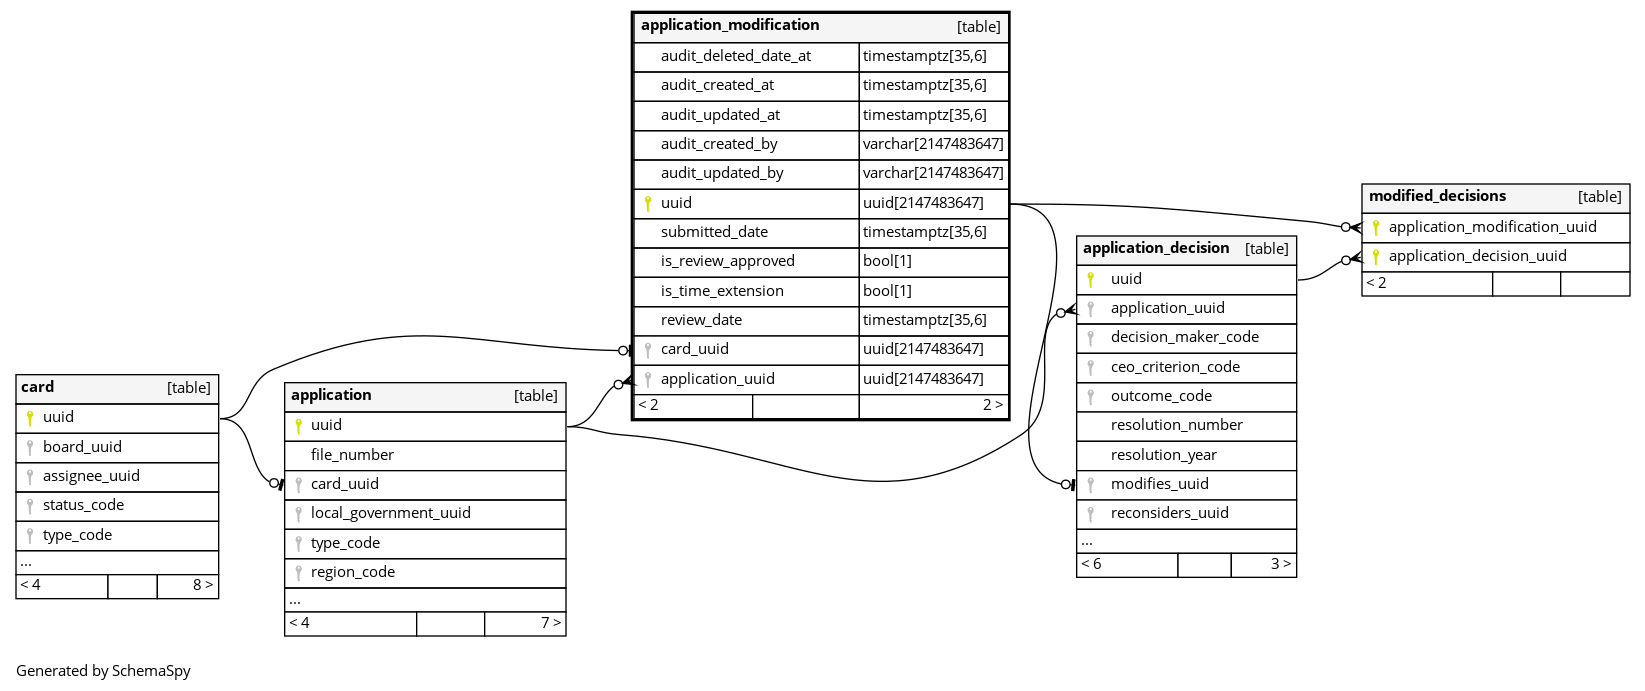 application_modification [table]
audit_deleted_date_at timestamptz[35,6]
audit_created_at timestamptz[35,6]
audit_updated_at timestamptz[35,6]
audit_created_by varchar[2147483647]
audit_updated_by varchar[2147483647]
uuid uuid[2147483647]
submitted_date timestamptz[35,6]
is_review_approved bool[1]
is_time_extension bool[1]
review_date timestamptz[35,6]
card_uuid uuid[2147483647]
application_uuid uuid[2147483647]
< 2 2 >
modified_decisions [table]
application_modification_uuid
application_decision_uuid
< 2
application_decision [table]
uuid
application_uuid
decision_maker_code
ceo_criterion_code
outcome_code
resolution_number
resolution_year
modifies_uuid
reconsiders_uuid
...
< 6 3 >
card [table]
uuid
board_uuid
assignee_uuid
status_code
type_code
...
< 4 8 >
application [table]
uuid
file_number
card_uuid
local_government_uuid
type_code
region_code
...
< 4 7 >
Generated by SchemaSpy